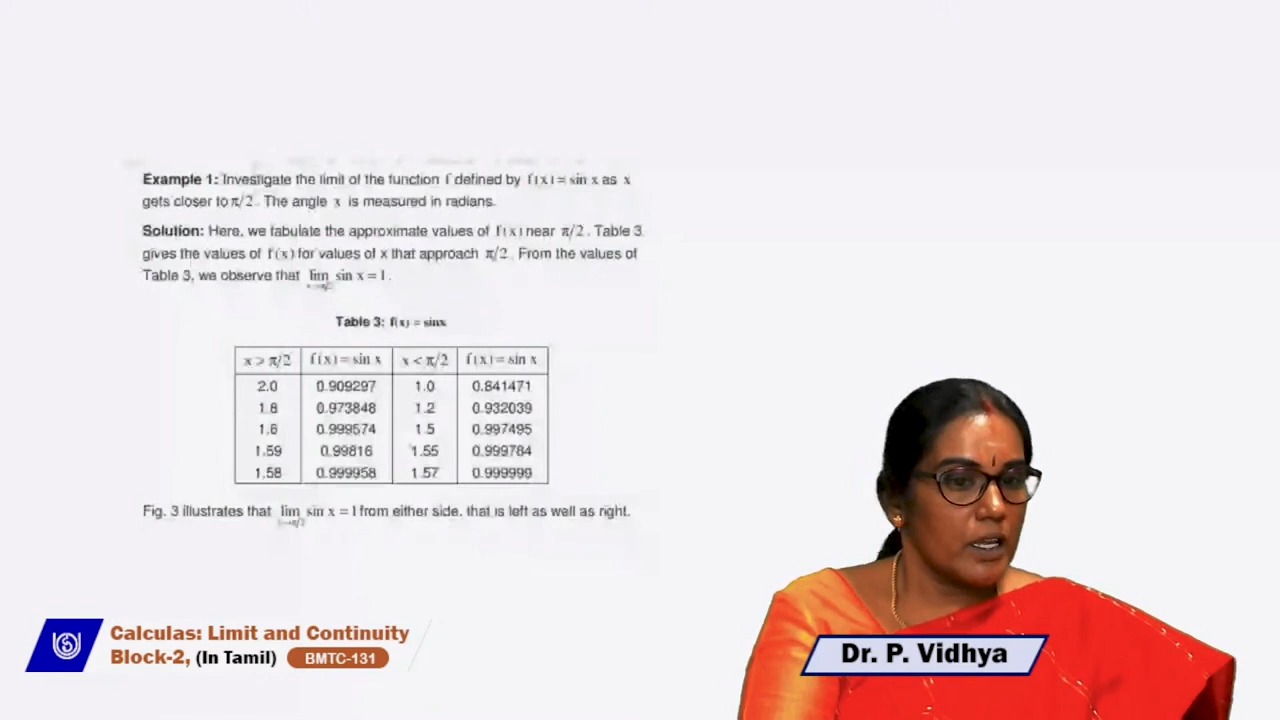 Example 1: Investigate the limit of the function f defined by f(x) = sin x as x
gets closer to π/2. The angle x is measured in radians.
Solution: Here, we tabulate the approximate values of f(x) near π/2. Table 3
gives the values of f(x) for values of x that approach π/2. From the values of
Table 3, we observe that lim sin x = 1.
x→π/2
Table 3: f(x) = sinx
x > π/2 f(x) = sin x x < π/2 f(x) = sin x
2.0 0.909297 1.0 0.841471
1.8 0.973848 1.2 0.932039
1.6 0.999574 1.5 0.997495
1.59 0.99816 1.55 0.999784
1.58 0.999958 1.57 0.999999
Fig. 3 illustrates that lim sin x = 1 from either side, that is left as well as right.
x→π/2
Calculas: Limit and Continuity
Block-2, (In Tamil) BMTC-131
Dr. P. Vidhya